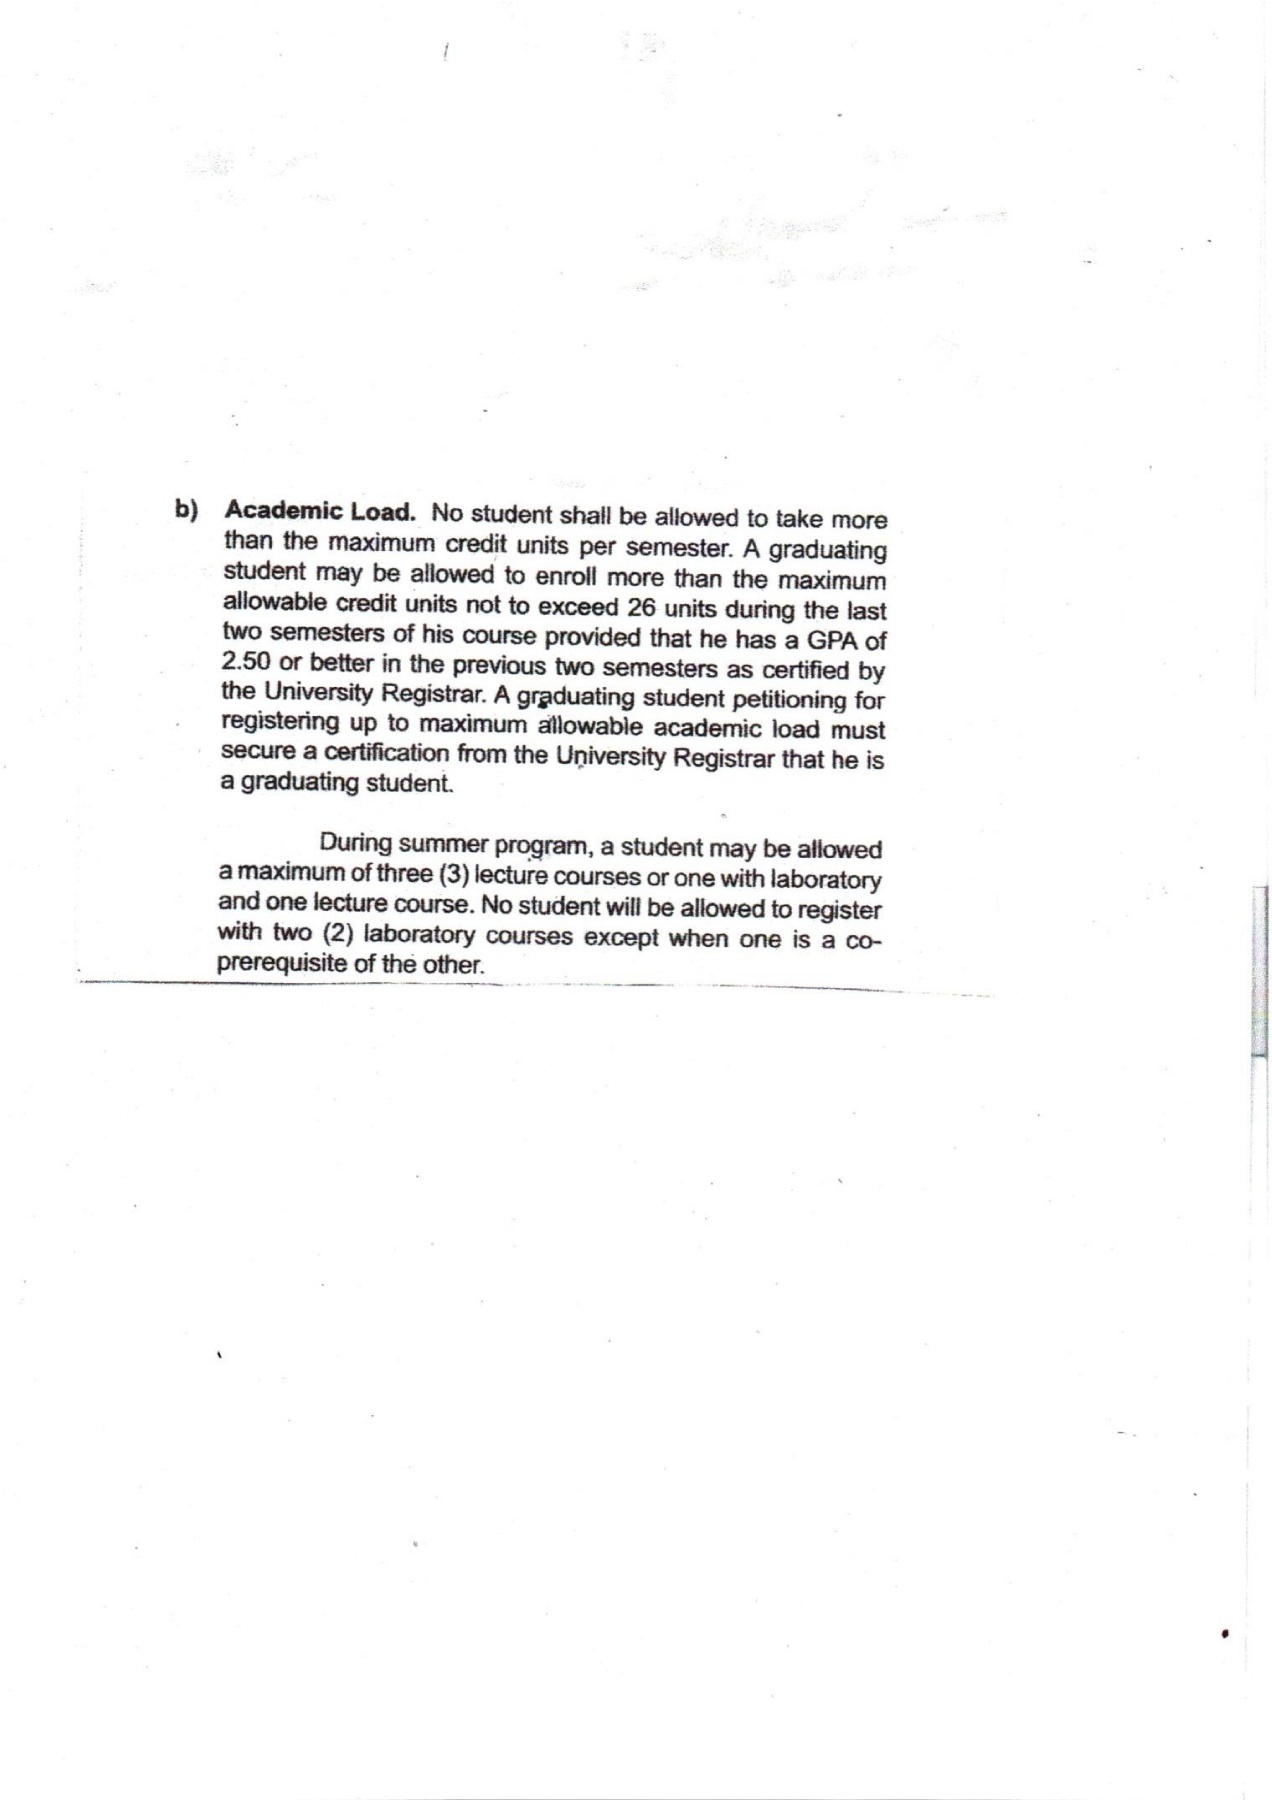 b) Academic Load. No student shall be allowed to take more
than the maximum credit units per semester. A graduating
student may be allowed to enroll more than the maximum
allowable credit units not to exceed 26 units during the last
two semesters of his course provided that he has a GPA of
2.50 or better in the previous two semesters as certified by
the University Registrar. A graduating student petitioning for
registering up to maximum allowable academic load must
secure a certification from the University Registrar that he is
a graduating student.
During summer program, a student may be allowed
a maximum of three (3) lecture courses or one with laboratory
and one lecture course. No student will be allowed to register
with two (2) laboratory courses except when one is a co-
prerequisite of the other.